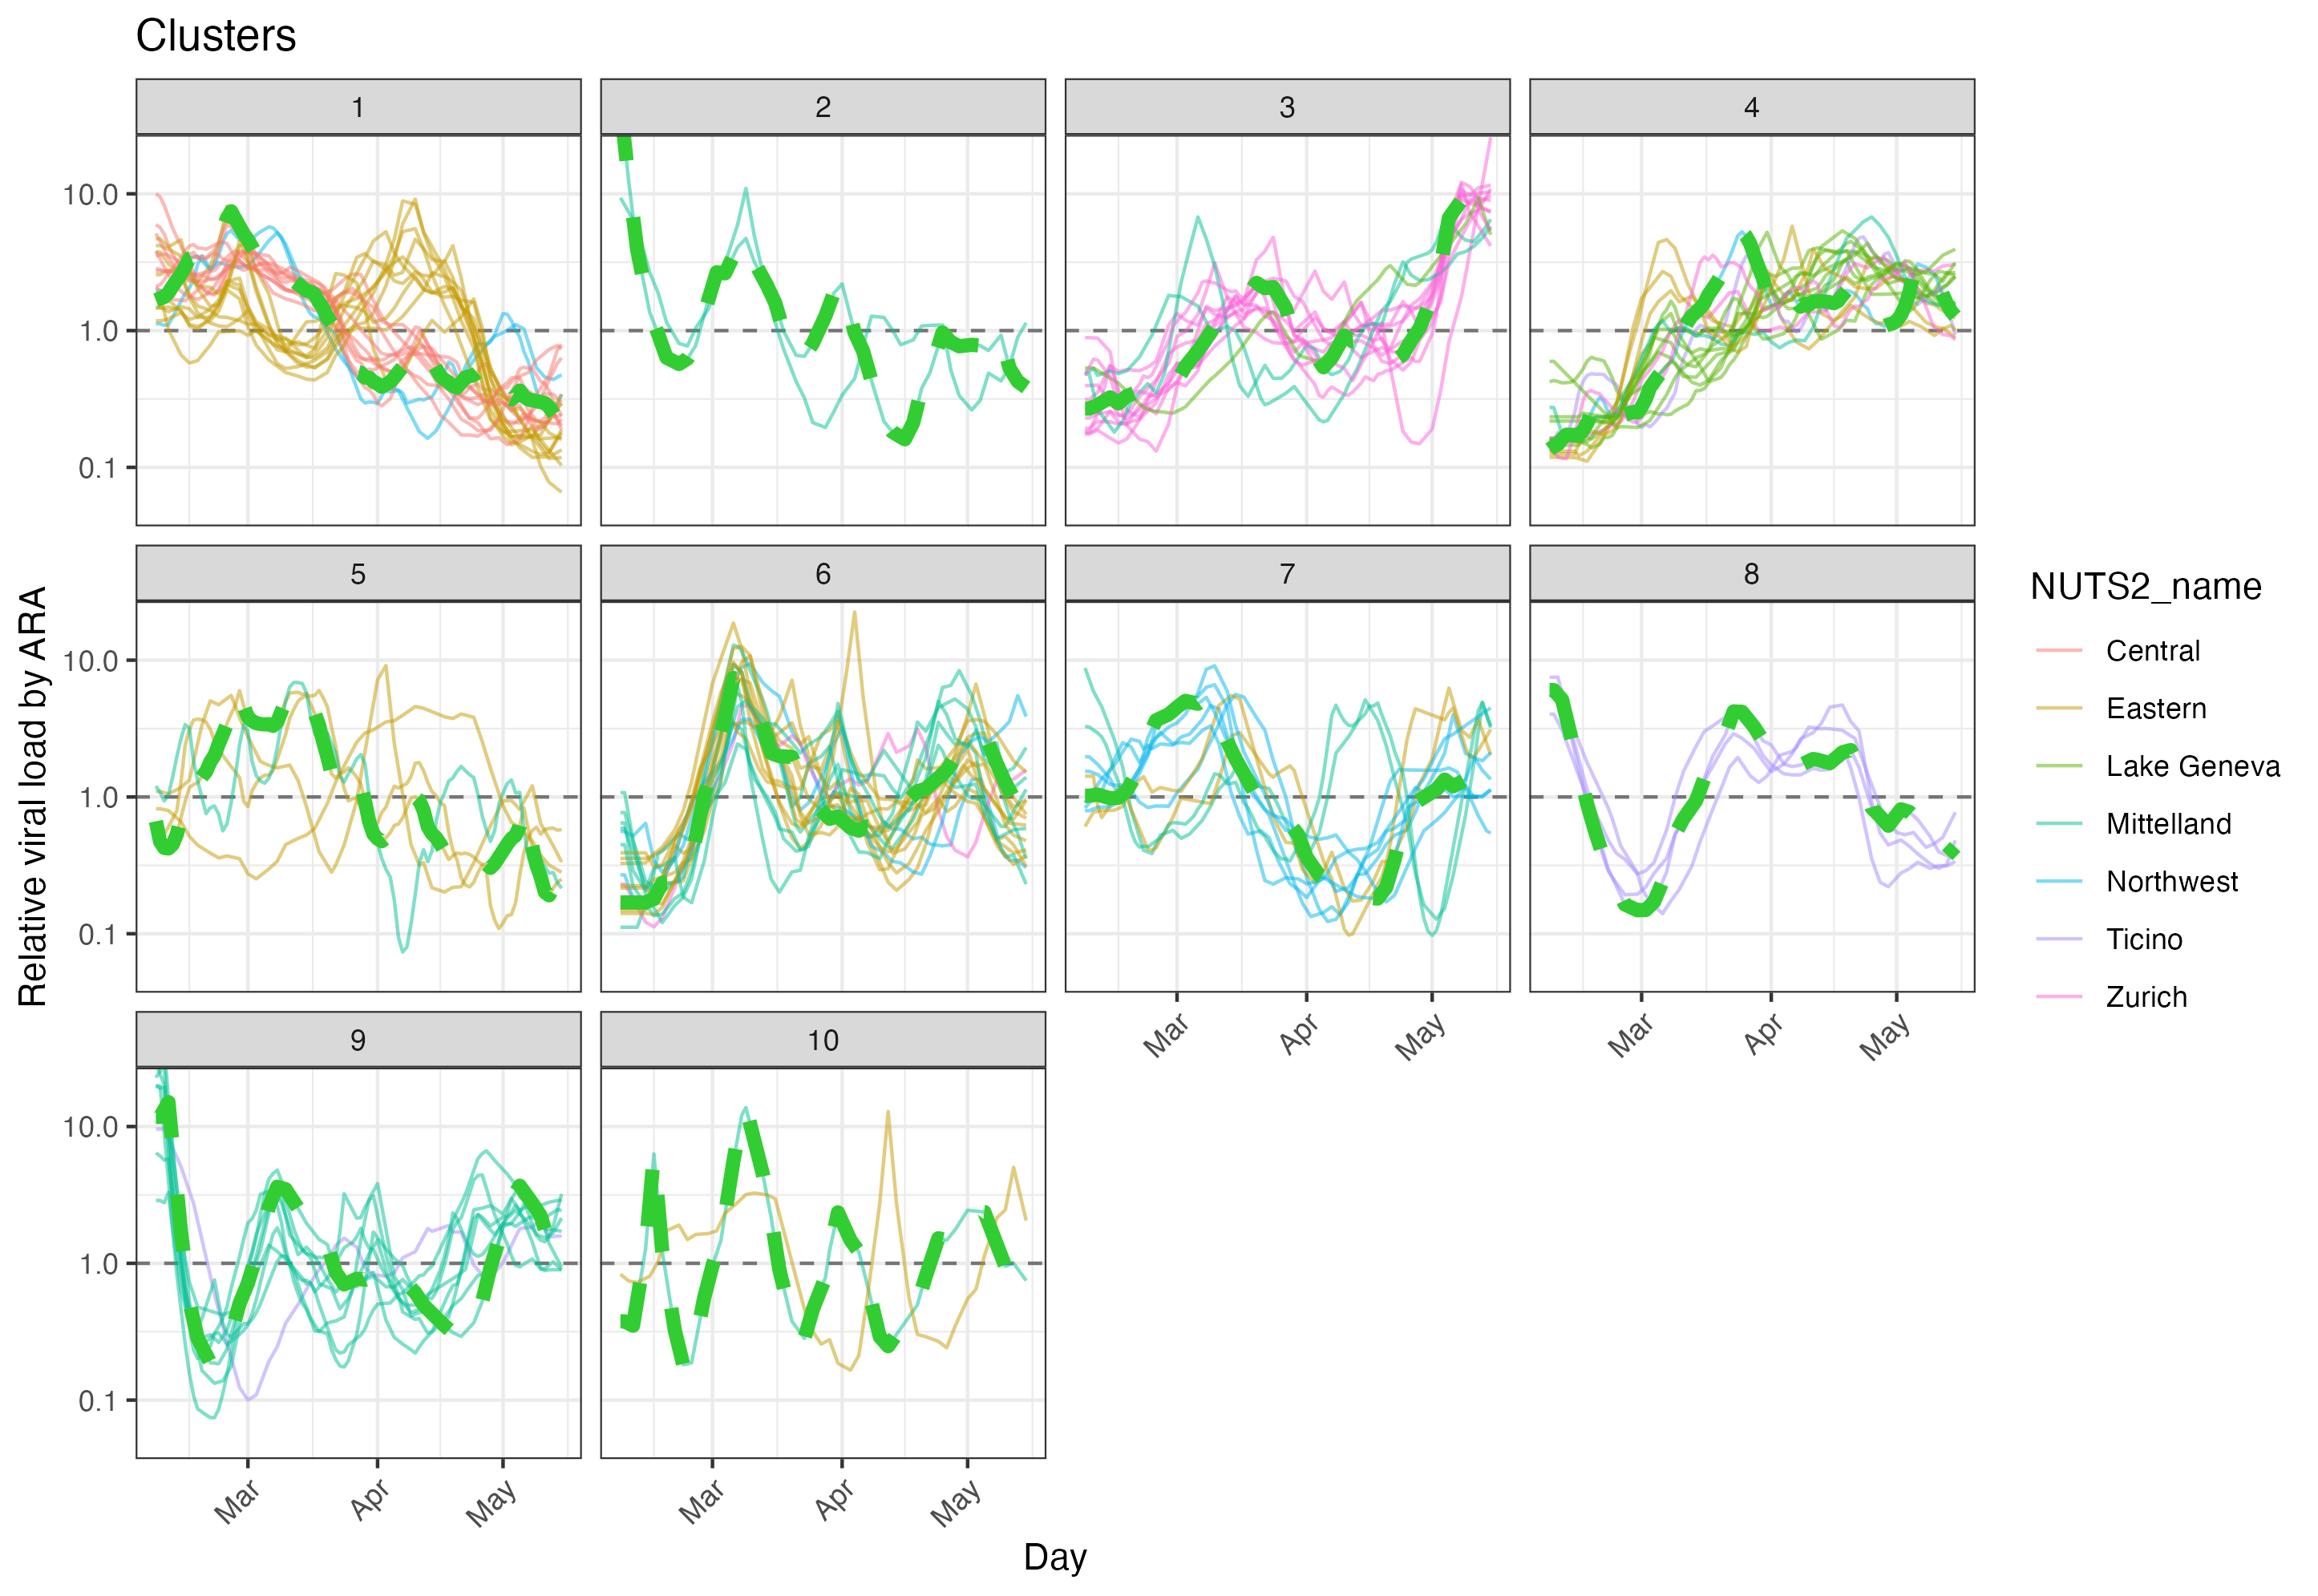 Clusters
1
2
3
4
10.0
1.0
0.1
5
6
7
8
10.0
1.0
0.1
Mar
Apr
May
Mar
Apr
May
9
10
10.0
1.0
0.1
Mar
Apr
May
Mar
Apr
May
Day
Relative viral load by ARA
NUTS2_name
Central
Eastern
Lake Geneva
Mittelland
Northwest
Ticino
Zurich